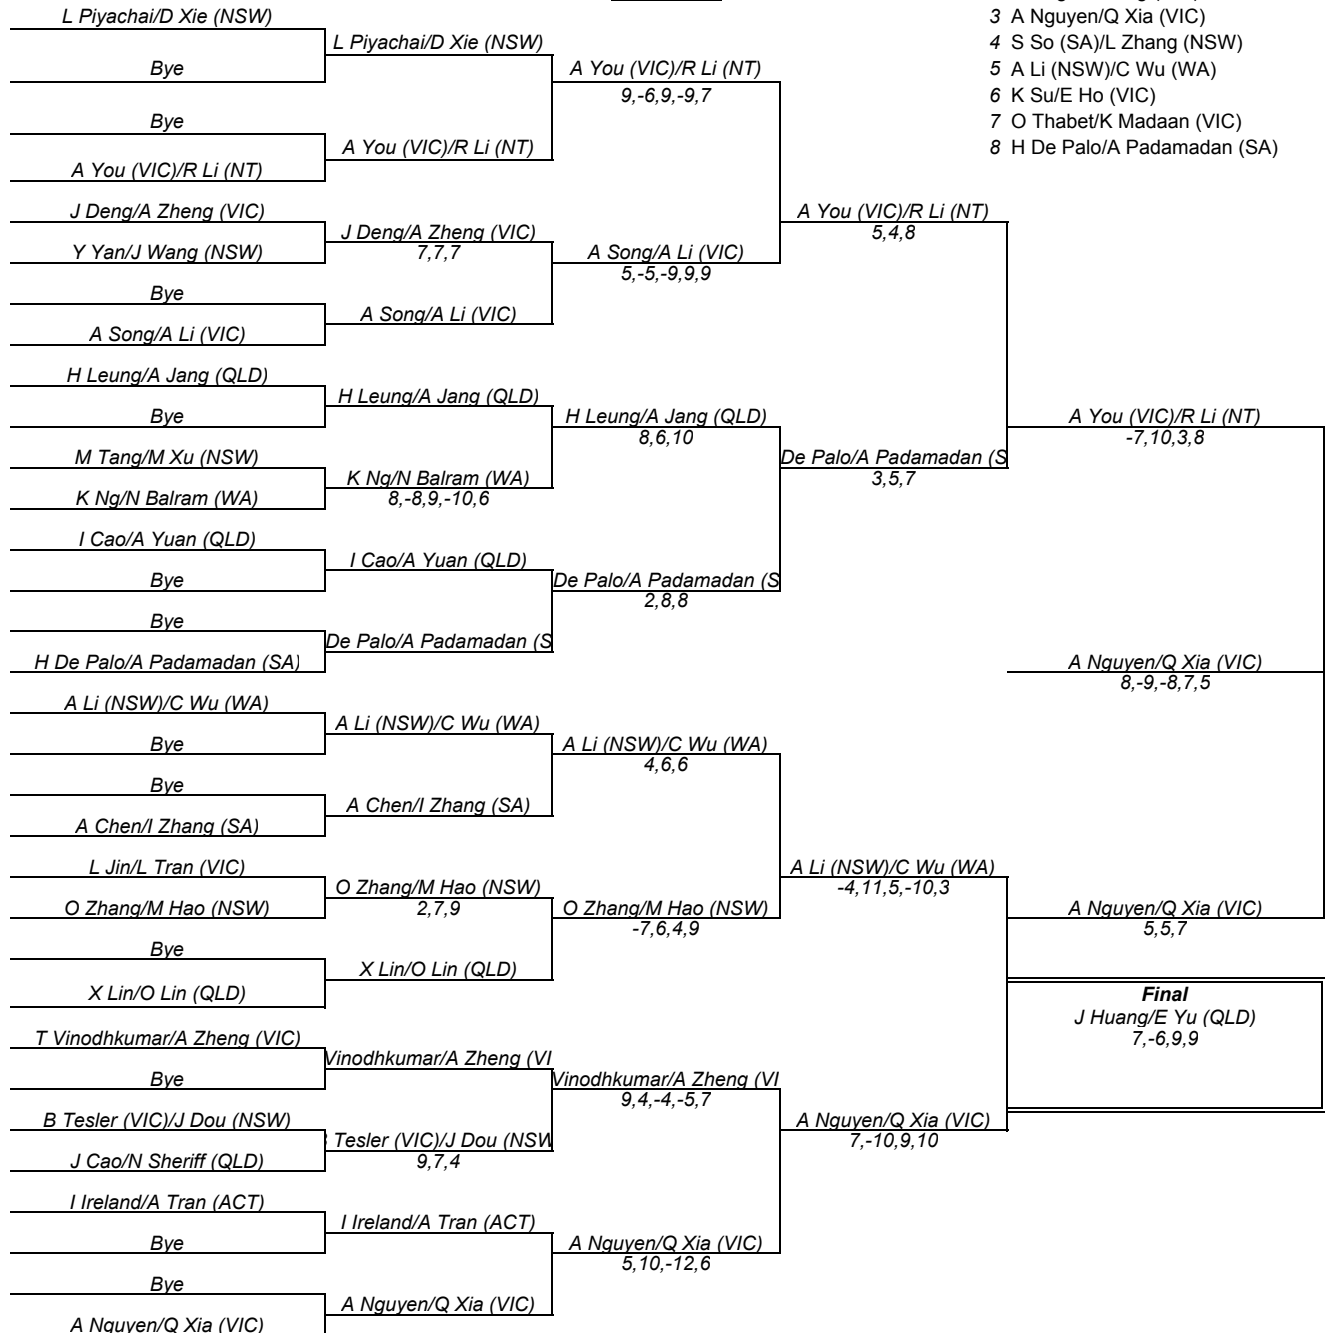 3 A Nguyen/Q Xia (VIC)
4 S So (SA)/L Zhang (NSW)
5 A Li (NSW)/C Wu (WA)
6 K Su/E Ho (VIC)
7 O Thabet/K Madaan (VIC)
8 H De Palo/A Padamadan (SA)
L Piyachai/D Xie (NSW)
Bye
Bye
A You (VIC)/R Li (NT)
J Deng/A Zheng (VIC)
Y Yan/J Wang (NSW)
Bye
A Song/A Li (VIC)
H Leung/A Jang (QLD)
Bye
M Tang/M Xu (NSW)
K Ng/N Balram (WA)
I Cao/A Yuan (QLD)
Bye
Bye
H De Palo/A Padamadan (SA)
A Li (NSW)/C Wu (WA)
Bye
Bye
A Chen/I Zhang (SA)
L Jin/L Tran (VIC)
O Zhang/M Hao (NSW)
Bye
X Lin/O Lin (QLD)
T Vinodhkumar/A Zheng (VIC)
Bye
B Tesler (VIC)/J Dou (NSW)
J Cao/N Sheriff (QLD)
I Ireland/A Tran (ACT)
Bye
Bye
A Nguyen/Q Xia (VIC)
L Piyachai/D Xie (NSW)
A You (VIC)/R Li (NT)
J Deng/A Zheng (VIC)
7,7,7
A Song/A Li (VIC)
H Leung/A Jang (QLD)
K Ng/N Balram (WA)
8,-8,9,-10,6
I Cao/A Yuan (QLD)
De Palo/A Padamadan (S
A Li (NSW)/C Wu (WA)
A Chen/I Zhang (SA)
O Zhang/M Hao (NSW)
2,7,9
X Lin/O Lin (QLD)
Vinodhkumar/A Zheng (VI
Tesler (VIC)/J Dou (NSW
9,7,4
I Ireland/A Tran (ACT)
A Nguyen/Q Xia (VIC)
A You (VIC)/R Li (NT)
9,-6,9,-9,7
A Song/A Li (VIC)
5,-5,-9,9,9
H Leung/A Jang (QLD)
8,6,10
De Palo/A Padamadan (S
2,8,8
A Li (NSW)/C Wu (WA)
4,6,6
O Zhang/M Hao (NSW)
-7,6,4,9
Vinodhkumar/A Zheng (VI
9,4,-4,-5,7
A Nguyen/Q Xia (VIC)
5,10,-12,6
A You (VIC)/R Li (NT)
5,4,8
De Palo/A Padamadan (S
3,5,7
A Li (NSW)/C Wu (WA)
-4,11,5,-10,3
A Nguyen/Q Xia (VIC)
7,-10,9,10
A You (VIC)/R Li (NT)
-7,10,3,8
A Nguyen/Q Xia (VIC)
8,-9,-8,7,5
A Nguyen/Q Xia (VIC)
5,5,7
Final
J Huang/E Yu (QLD)
7,-6,9,9